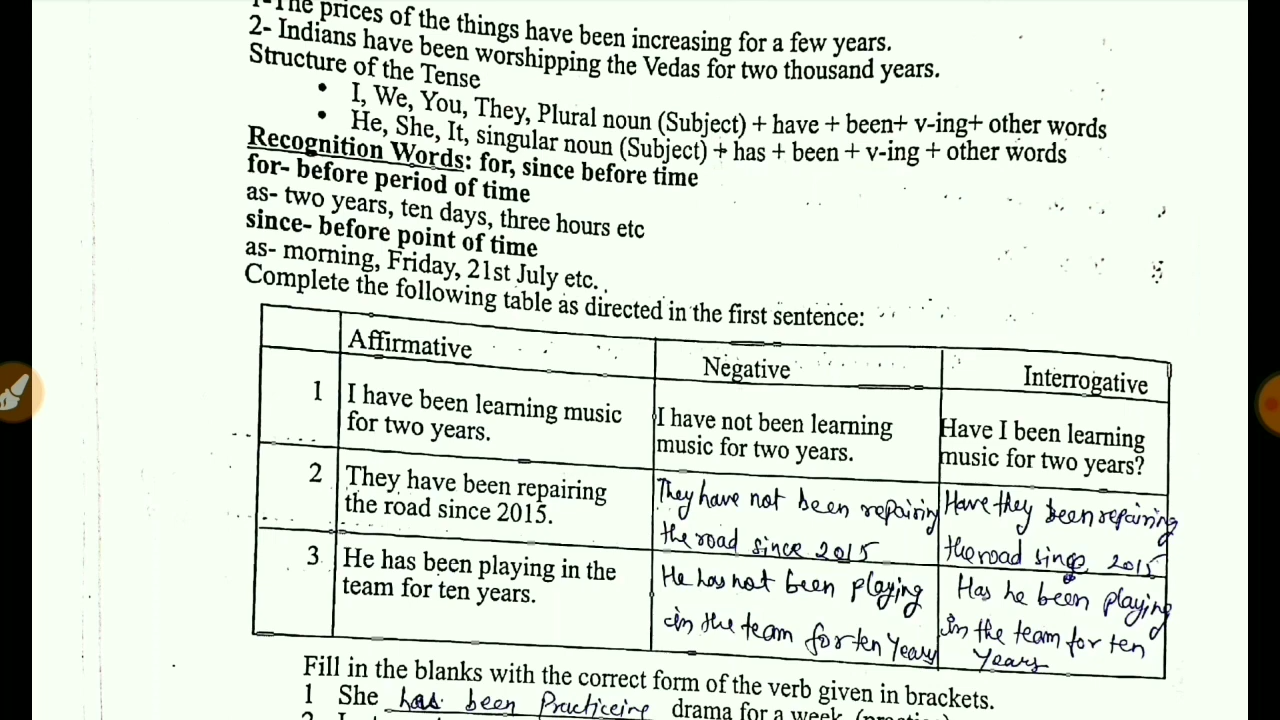 1-The prices of the things have been increasing for a few years.
2- Indians have been worshipping the Vedas for two thousand years.
Structure of the Tense
• I, We, You, They, Plural noun (Subject) + have + been+ v-ing+ other words
• He, She, It, singular noun (Subject) + has + been + v-ing + other words
Recognition Words: for, since before time
for- before period of time
as- two years, ten days, three hours etc
since- before point of time
as- morning, Friday, 21st July etc.
Complete the following table as directed in the first sentence:
Affirmative Negative Interrogative
1 I have been learning music
for two years.
I have not been learning
music for two years.
Have I been learning
music for two years?
2 They have been repairing
the road since 2015.
They have not been repairing
the road since 2015
Have they been repairing
the road since 2015
3 He has been playing in the
team for ten years.
He has not been playing
in the team for ten Years
Has he been playing
in the team for ten
Years
Fill in the blanks with the correct form of the verb given in brackets.
1 She has been Practiceing drama for a week